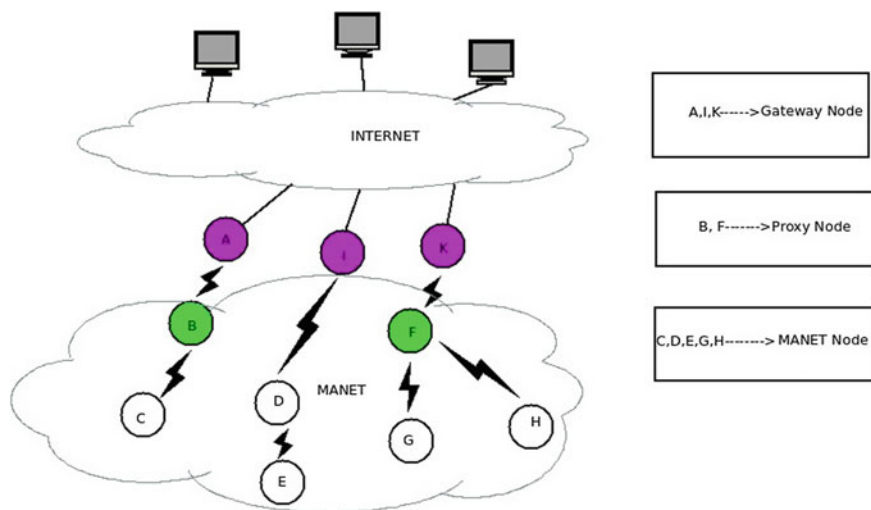 INTERNET
A,I,K------>Gateway Node
A
I
K
B, F------->Proxy Node
B
F
C,D,E,G,H--------> MANET Node
MANET
C
D
G
H
E